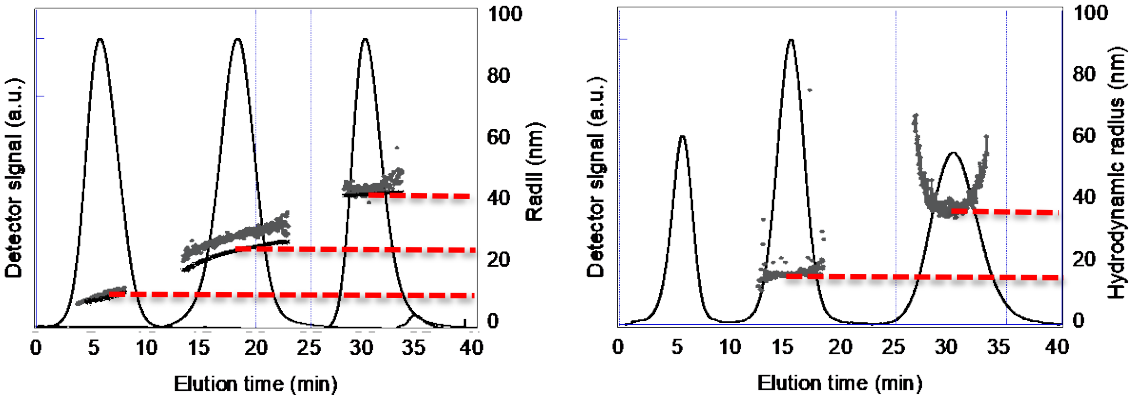 100
80
60
40
20
0
Detector signal (a.u.)
Radii (nm)
0 5 10 15 20 25 30 35 40
Elution time (min)
100
80
60
40
20
0
Detector signal (a.u.)
Hydrodynamic radius (nm)
0 5 10 15 20 25 30 35 40
Elution time (min)